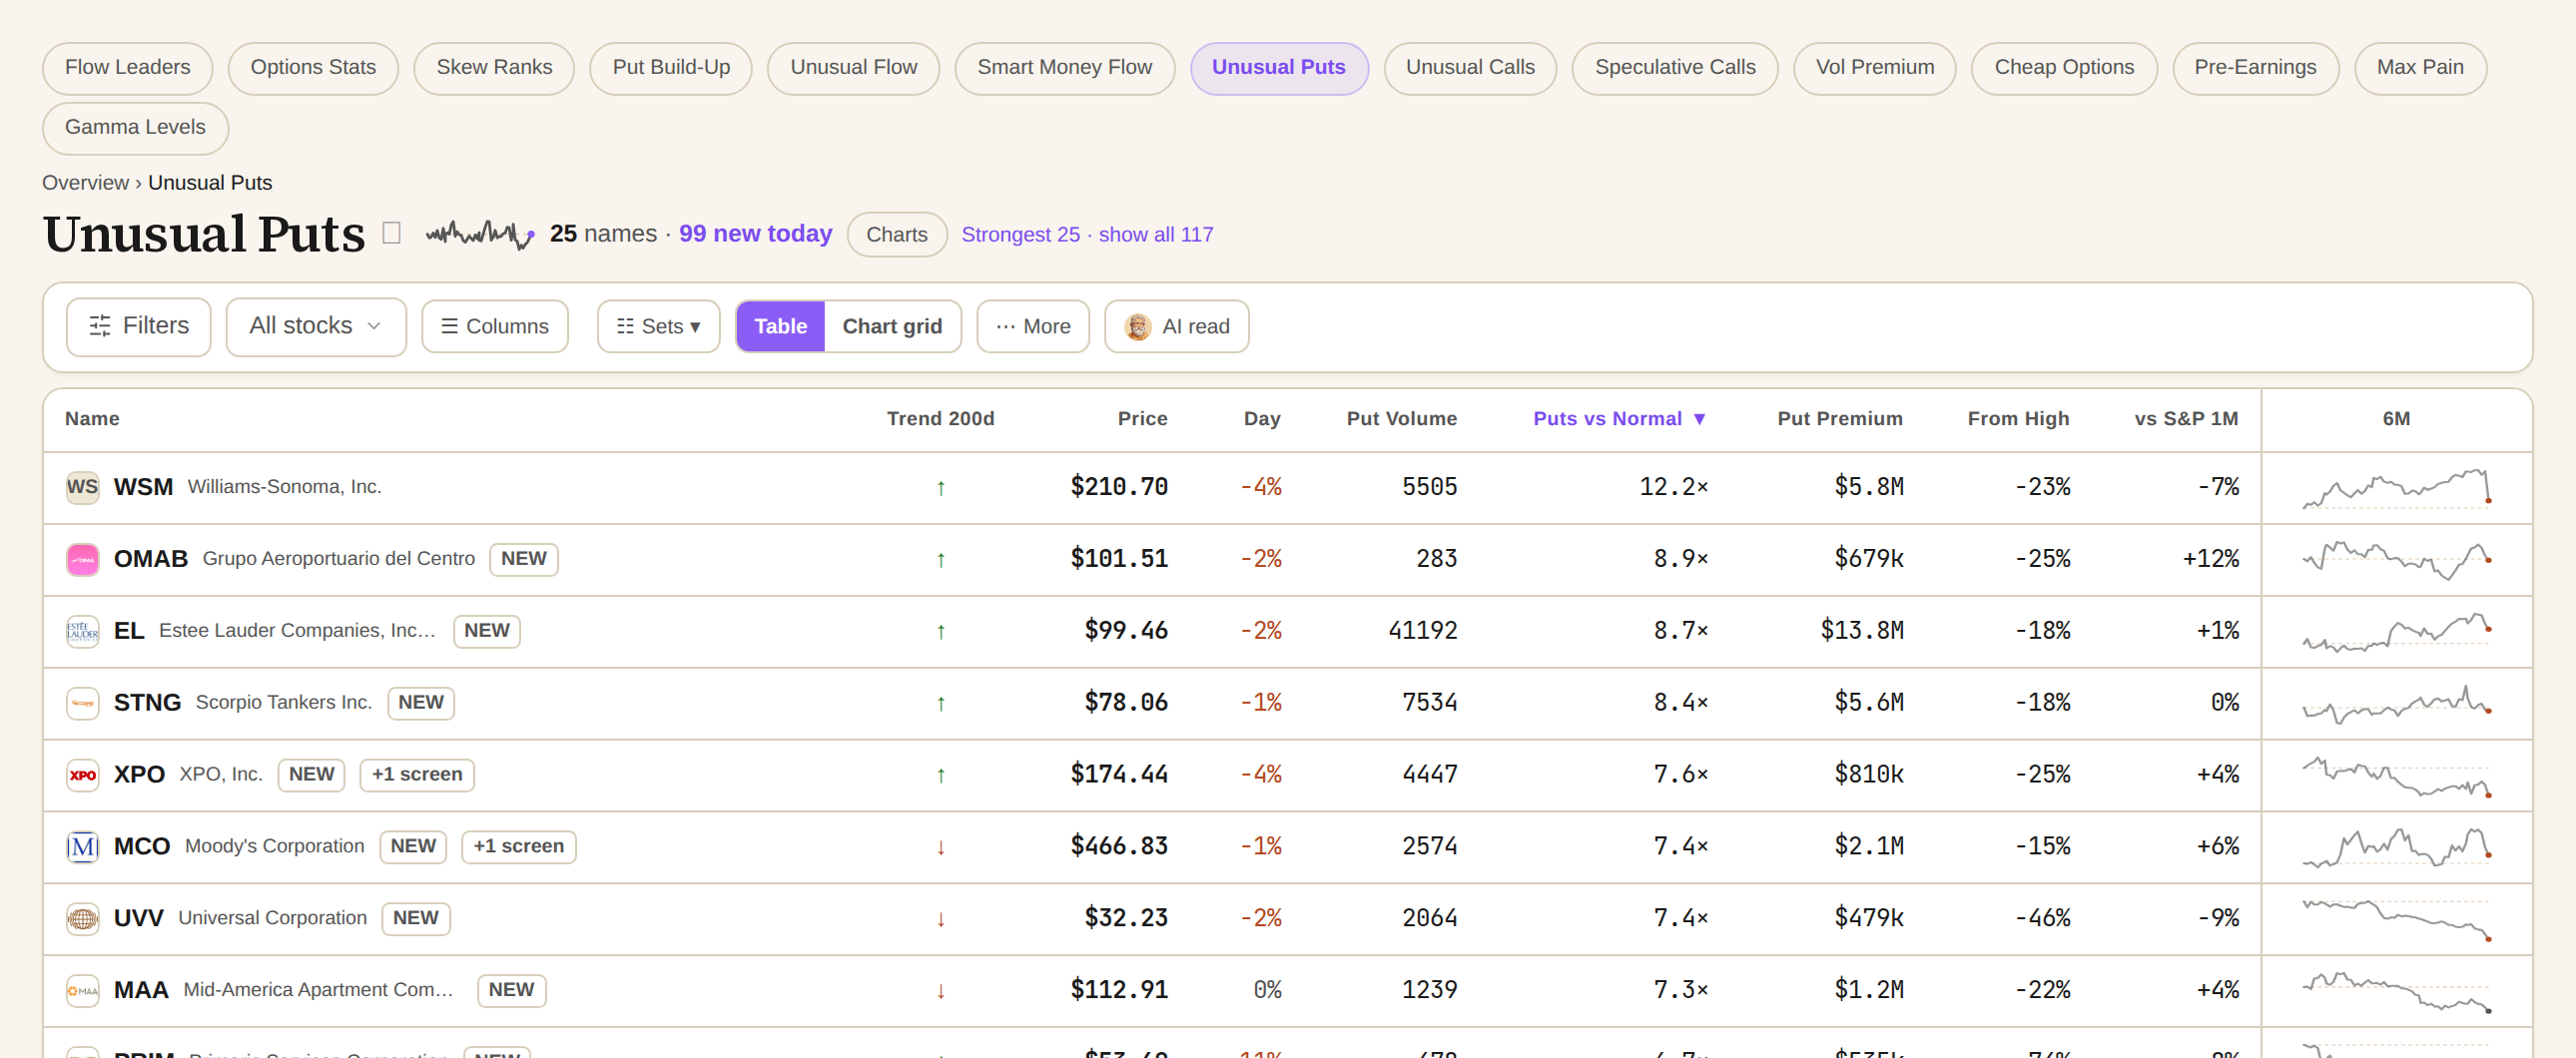 Flow Leaders Options Stats Skew Ranks Put Build-Up Unusual Flow Smart Money Flow Unusual Puts Unusual Calls Speculative Calls Vol Premium Cheap Options Pre-Earnings Max Pain
Gamma Levels
Overview › Unusual Puts
Unusual Puts 25 names · 99 new today Charts Strongest 25 · show all 117
Filters All stocks Columns Sets ▾ Table Chart grid ··· More AI read
Name Trend 200d Price Day Put Volume Puts vs Normal ▼ Put Premium From High vs S&P 1M 6M
WS WSM Williams-Sonoma, Inc. ↑ $210.70 -4% 5505 12.2× $5.8M -23% -7%
OMAB Grupo Aeroportuario del Centro NEW ↑ $101.51 -2% 283 8.9× $679k -25% +12%
ESTĒE LAUDER EL Estee Lauder Companies, Inc… NEW ↑ $99.46 -2% 41192 8.7× $13.8M -18% +1%
STNG Scorpio Tankers Inc. NEW ↑ $78.06 -1% 7534 8.4× $5.6M -18% 0%
XPO XPO XPO, Inc. NEW +1 screen ↑ $174.44 -4% 4447 7.6× $810k -25% +4%
M MCO Moody's Corporation NEW +1 screen ↓ $466.83 -1% 2574 7.4× $2.1M -15% +6%
UVV Universal Corporation NEW ↓ $32.23 -2% 2064 7.4× $479k -46% -9%
MAA MAA Mid-America Apartment Com… NEW ↓ $112.91 0% 1239 7.3× $1.2M -22% +4%